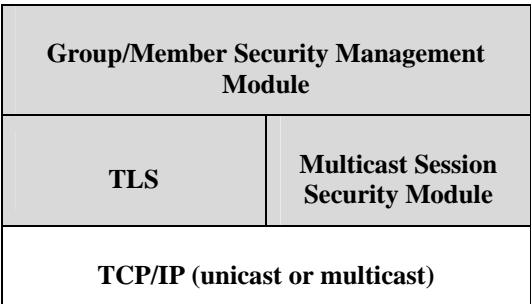 Group/Member Security Management
Module
TLS
Multicast Session
Security Module
TCP/IP (unicast or multicast)